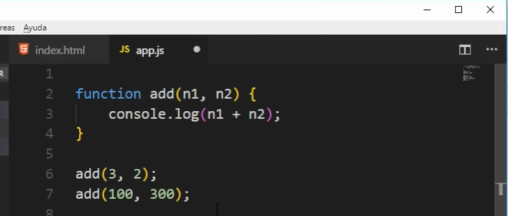 reas Ayuda
index.html JS app.js
1
2 function add(n1, n2) {
3 console.log(n1 + n2);
4 }
5
6 add(3, 2);
7 add(100, 300);
8